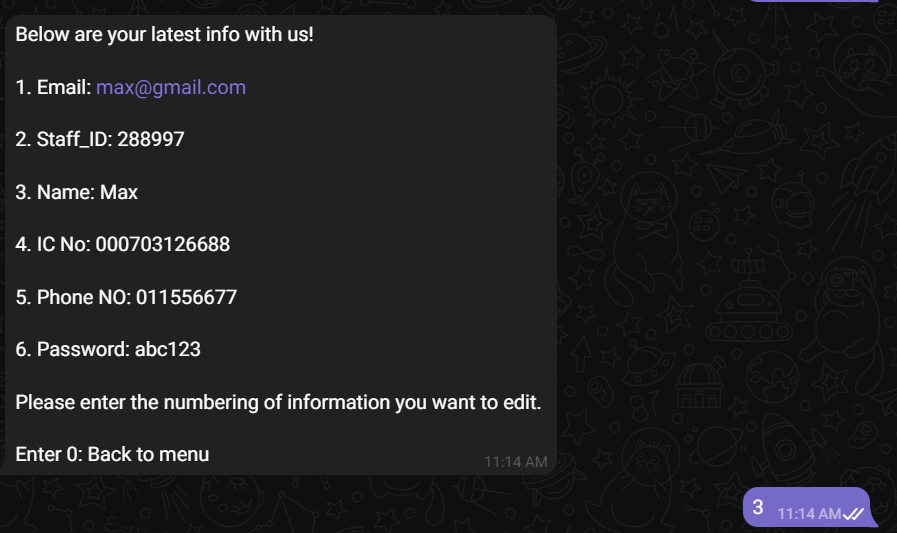 Below are your latest info with us!
1. Email: max@gmail.com
2. Staff_ID: 288997
3. Name: Max
4. IC No: 000703126688
5. Phone NO: 011556677
6. Password: abc123
Please enter the numbering of information you want to edit.
Enter 0: Back to menu
11:14 AM
3 11:14 AM